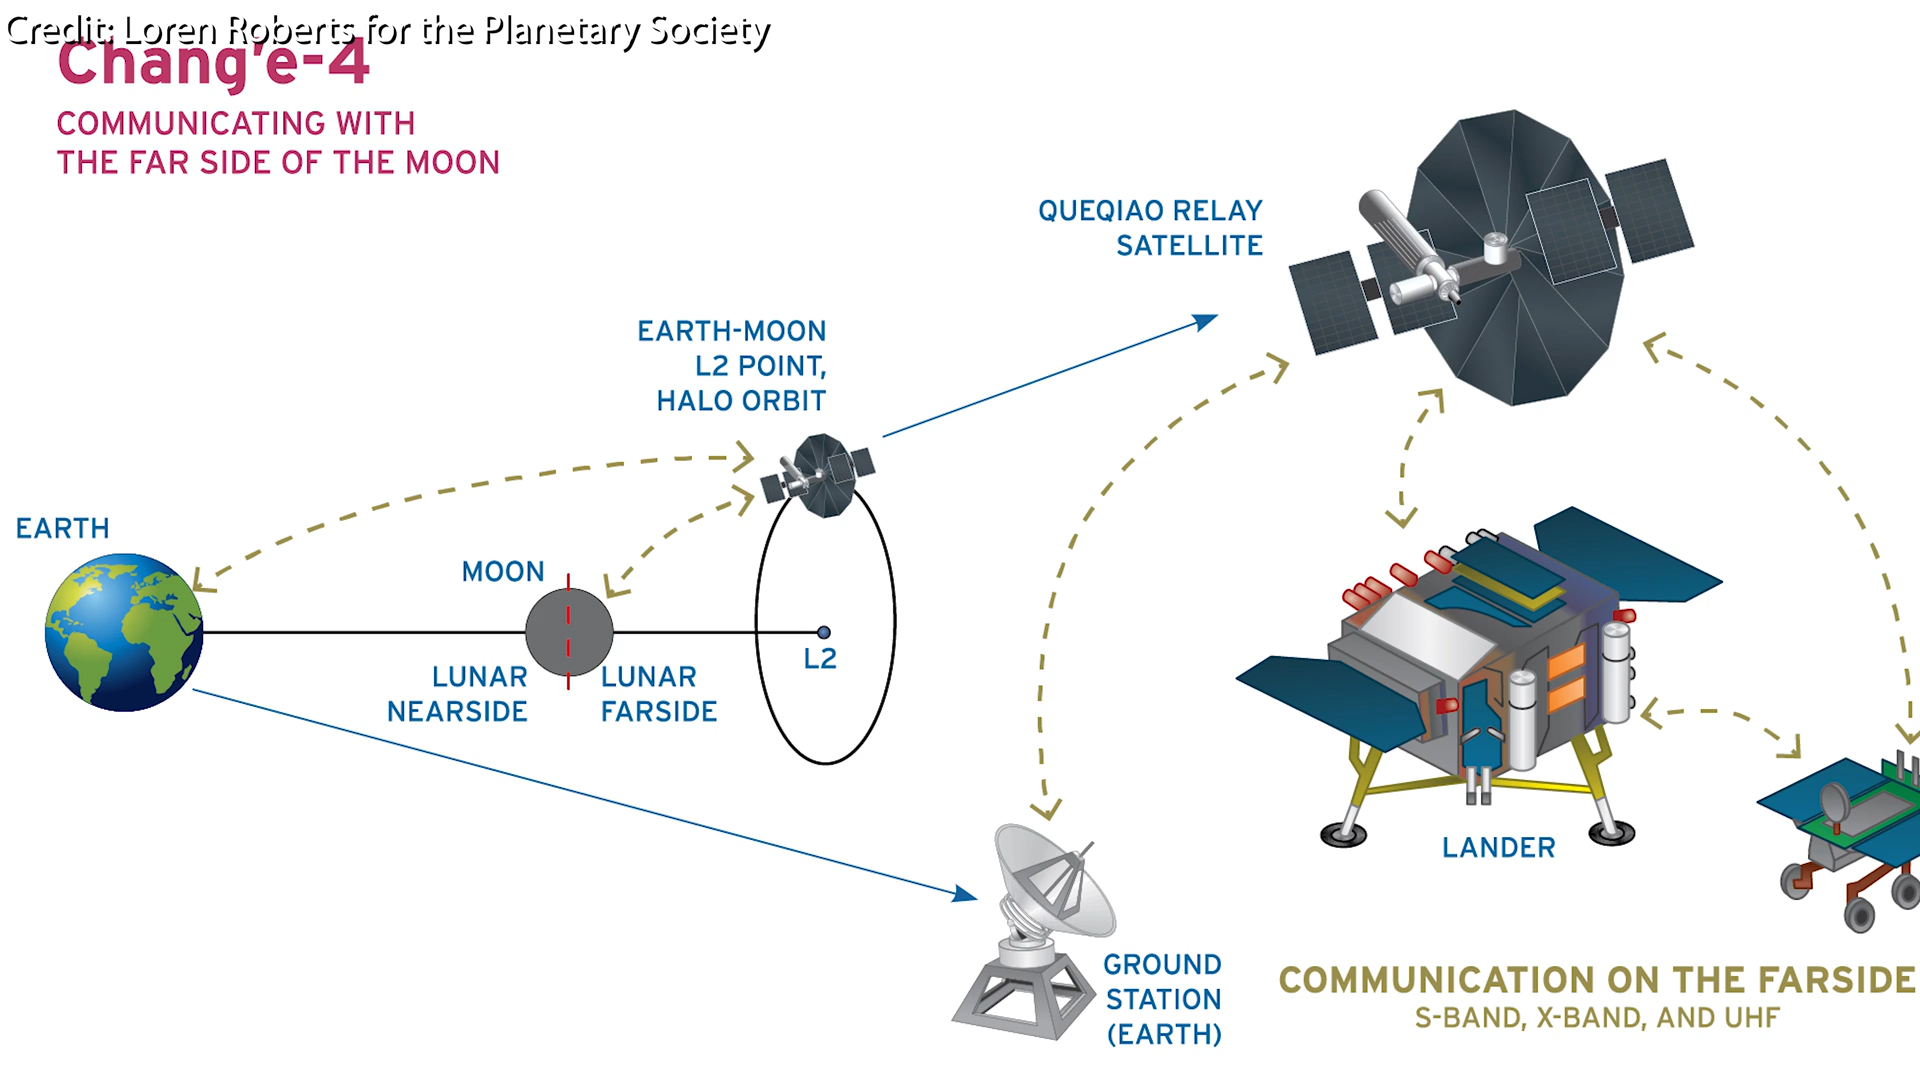 Credit: Loren Roberts for the Planetary Society
Chang'e-4
COMMUNICATING WITH
THE FAR SIDE OF THE MOON
QUEQIAO RELAY
SATELLITE
EARTH-MOON
L2 POINT,
HALO ORBIT
EARTH
MOON
L2
LUNAR
NEARSIDE
LUNAR
FARSIDE
LANDER
GROUND
STATION
(EARTH)
COMMUNICATION ON THE FARSIDE
S-BAND, X-BAND, AND UHF